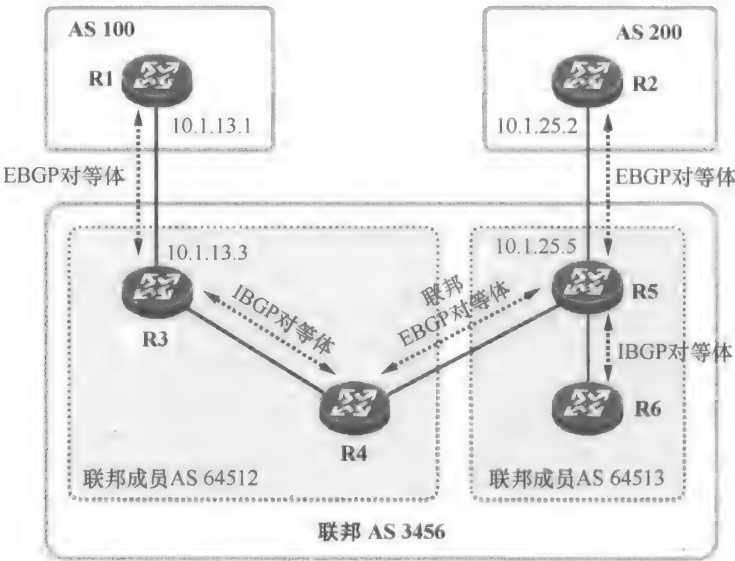 AS 100
AS 200
R1
R2
10.1.13.1
10.1.25.2
EBGP对等体
EBGP对等体
10.1.13.3
10.1.25.5
R3
IBGP对等体
联邦
EBGP对等体
R5
IBGP对等体
R4
R6
联邦成员AS 64512
联邦成员AS 64513
联邦 AS 3456